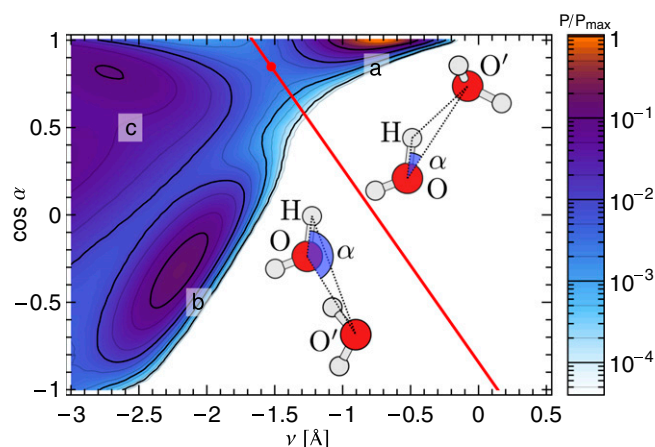 P/Pmax
1
10⁻¹
10⁻²
10⁻³
10⁻⁴
cos α
1
0.5
0
-0.5
-1
a
b
c
O′
H
α
O
H
O
α
O′
-3
-2.5
-2
-1.5
-1
-0.5
0
0.5
ν [Å]